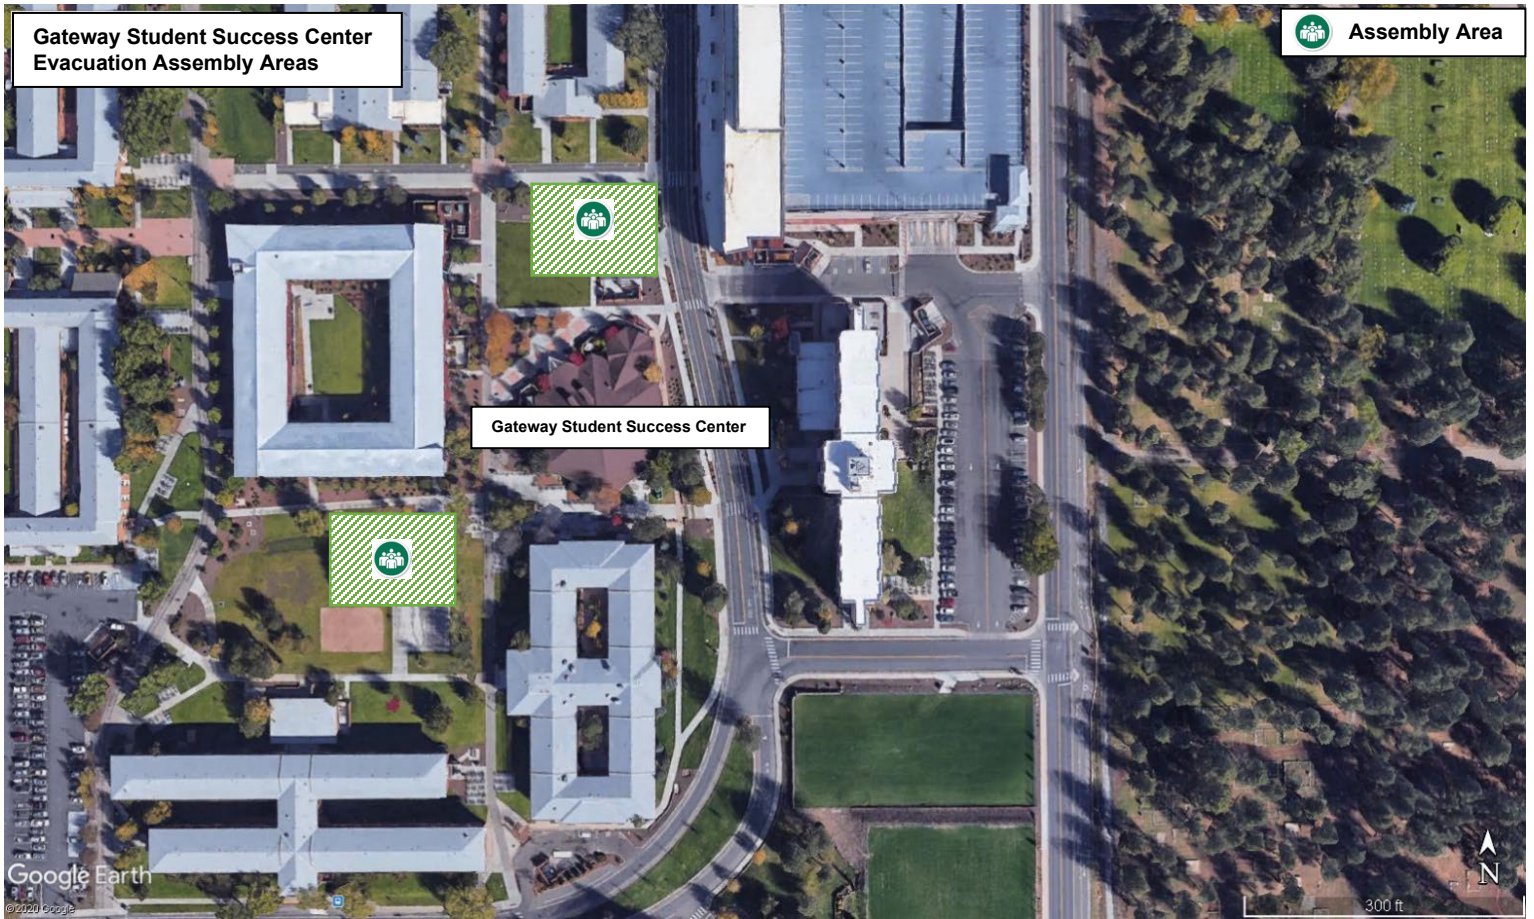 Gateway Student Success Center
Evacuation Assembly Areas
Assembly Area
Gateway Student Success Center
Google Earth
©2020 Google
N
300 ft